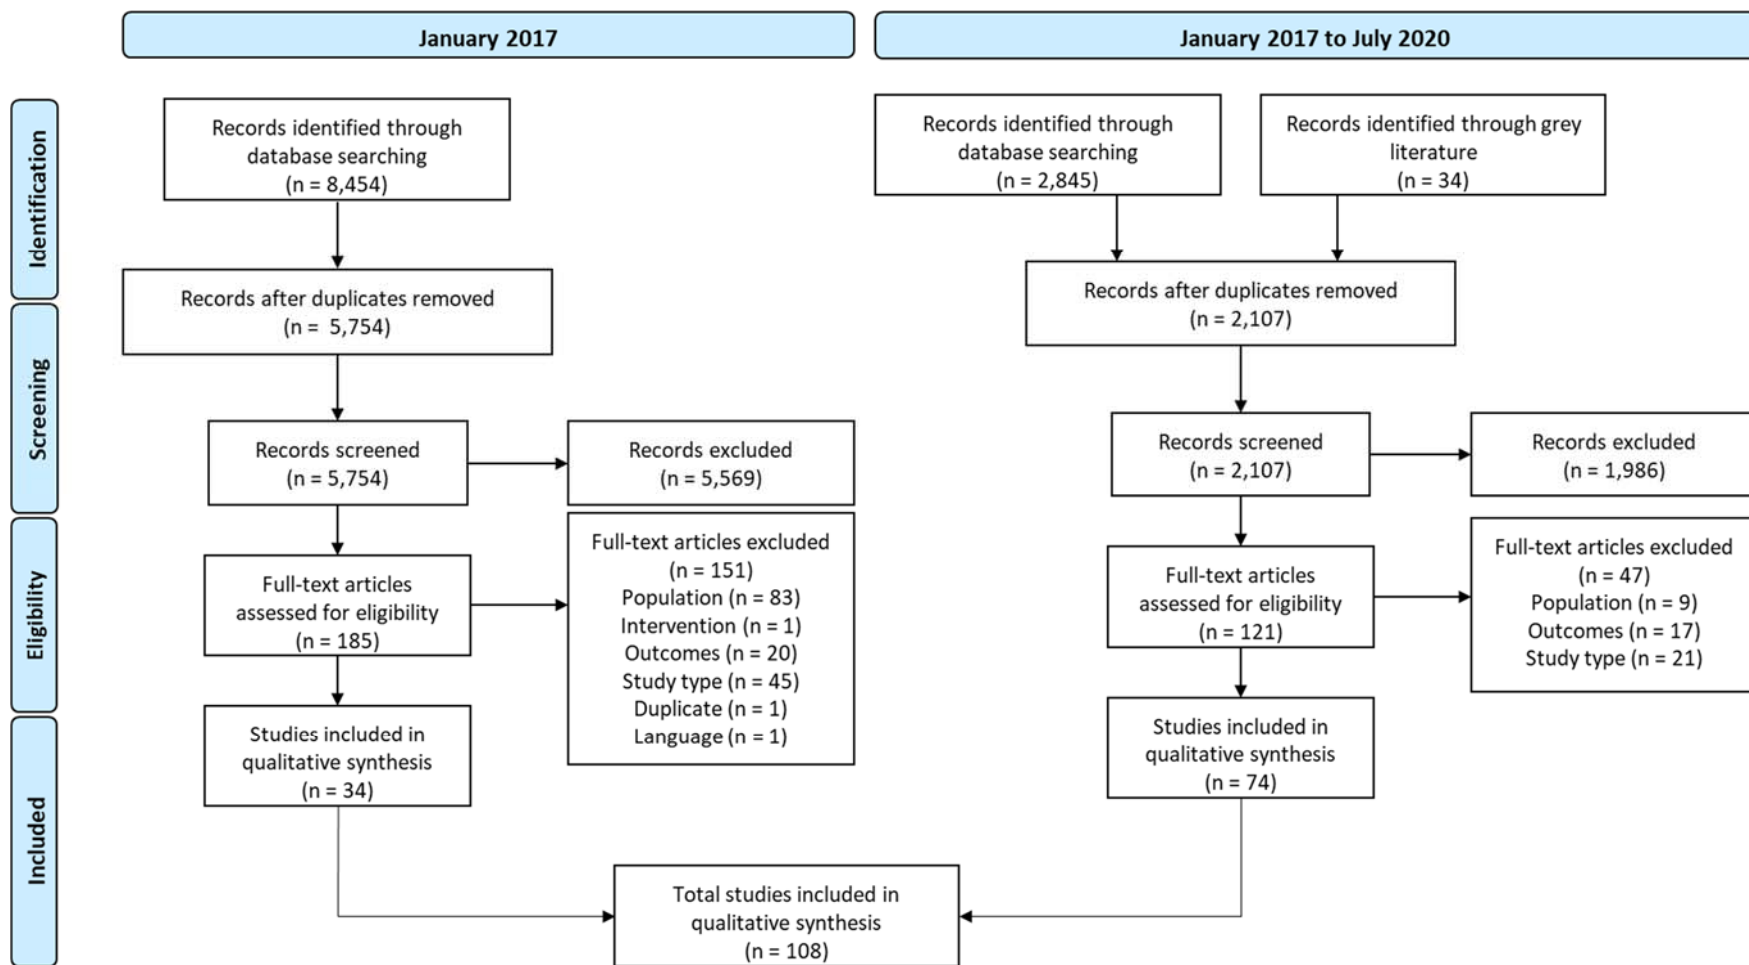 January 2017
January 2017 to July 2020
Identification
Records identified through
database searching
(n = 8,454)
Records identified through
database searching
(n = 2,845)
Records identified through grey
literature
(n = 34)
Records after duplicates removed
(n = 5,754)
Records after duplicates removed
(n = 2,107)
Screening
Records screened
(n = 5,754)
Records excluded
(n = 5,569)
Records screened
(n = 2,107)
Records excluded
(n = 1,986)
Eligibility
Full-text articles
assessed for eligibility
(n = 185)
Full-text articles excluded
(n = 151)
Population (n = 83)
Intervention (n = 1)
Outcomes (n = 20)
Study type (n = 45)
Duplicate (n = 1)
Language (n = 1)
Full-text articles
assessed for eligibility
(n = 121)
Full-text articles excluded
(n = 47)
Population (n = 9)
Outcomes (n = 17)
Study type (n = 21)
Included
Studies included in
qualitative synthesis
(n = 34)
Studies included in
qualitative synthesis
(n = 74)
Total studies included in
qualitative synthesis
(n = 108)